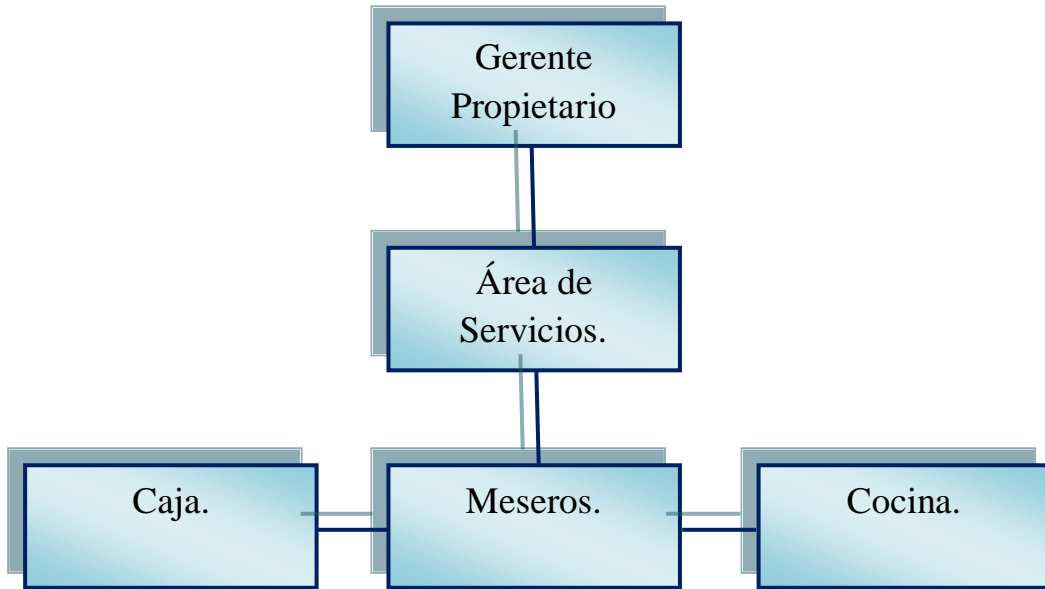 Gerente
Propietario
Área de
Servicios.
Caja.
Meseros.
Cocina.